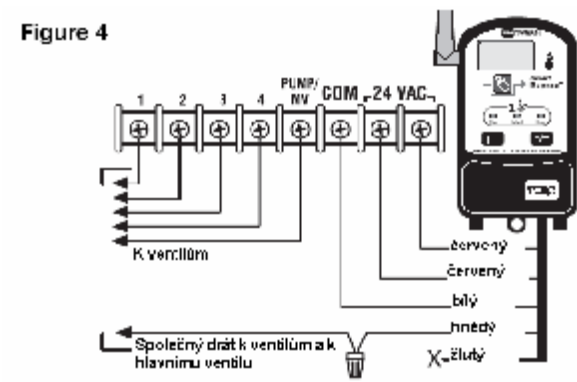 Figure 4
1 2 3 4 PUMP/
MV COM 24 VAC
K ventilům
červený
červený
bílý
hnědý
X-žlutý
Společný drát k ventilům a k
hlavnímu ventilu